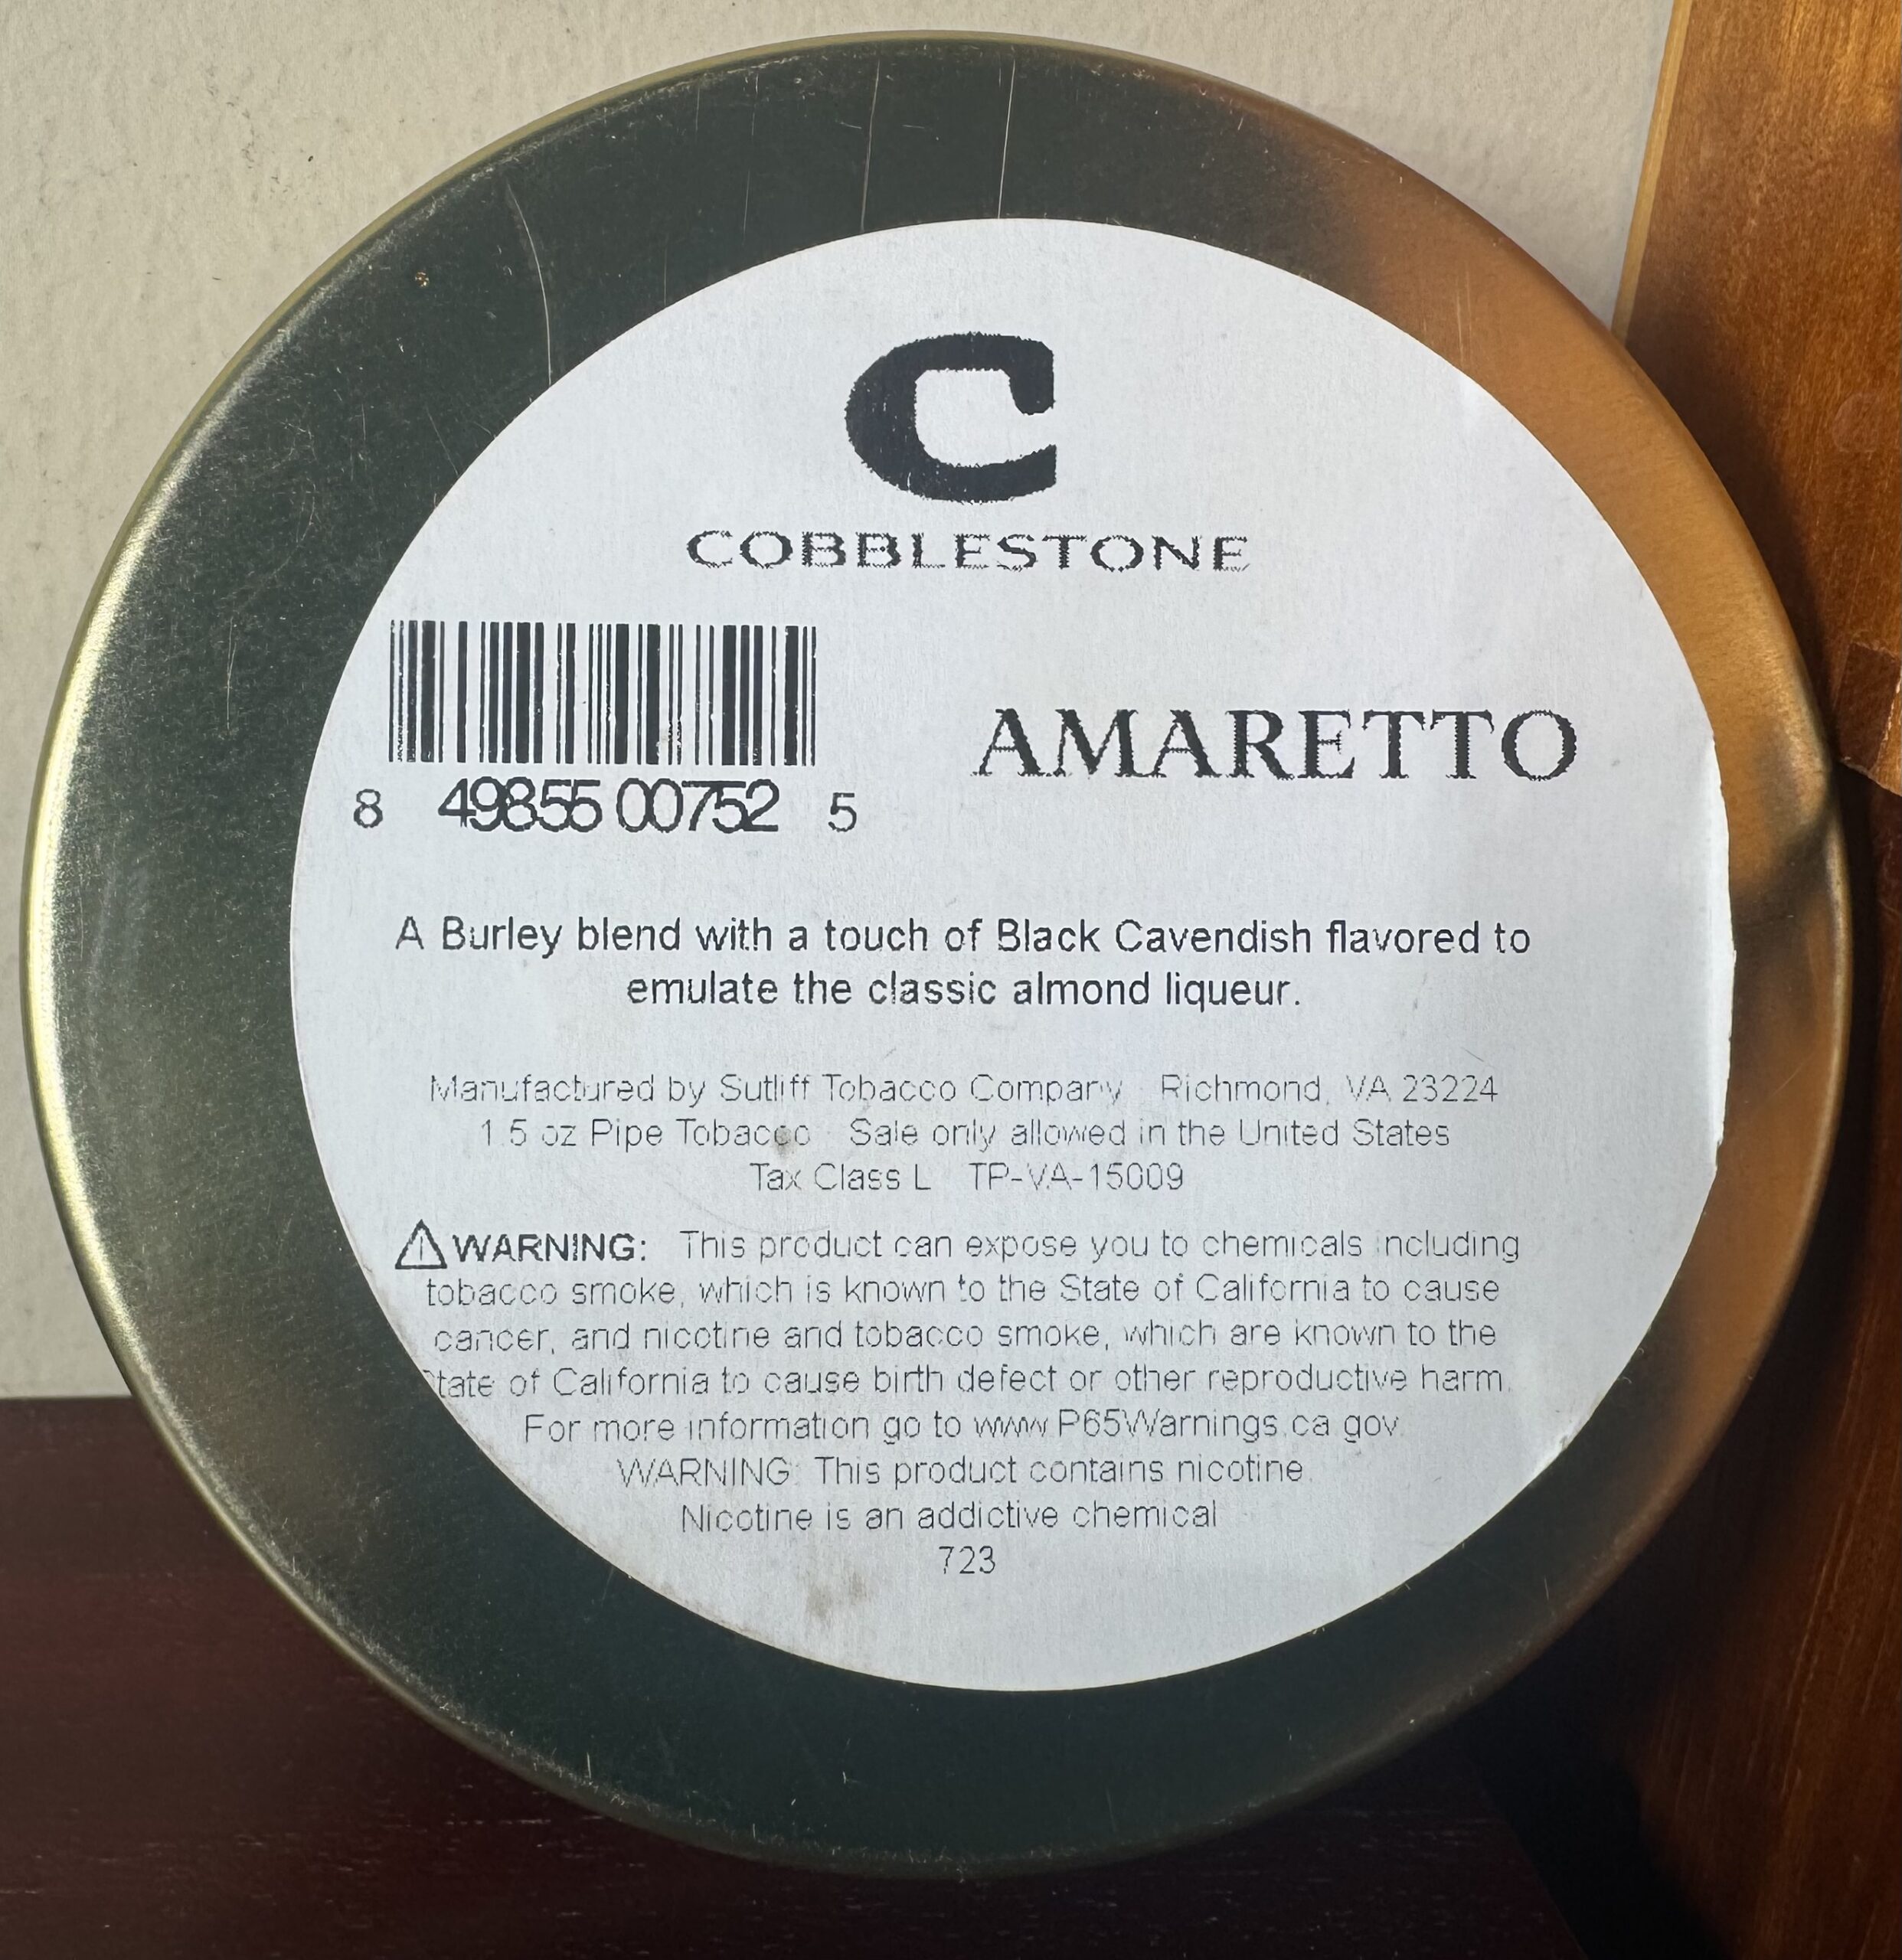 C
COBBLESTONE
AMARETTO
8 49855 00752 5
A Burley blend with a touch of Black Cavendish flavored to
emulate the classic almond liqueur.
Manufactured by Sutliff Tobacco Company Richmond, VA 23224
1.5 oz Pipe Tobacco Sale only allowed in the United States
Tax Class L TP-VA-15009
⚠WARNING: This product can expose you to chemicals including
tobacco smoke, which is known to the State of California to cause
cancer, and nicotine and tobacco smoke, which are known to the
State of California to cause birth defect or other reproductive harm.
For more information go to www.P65Warnings.ca.gov.
WARNING: This product contains nicotine.
Nicotine is an addictive chemical
723